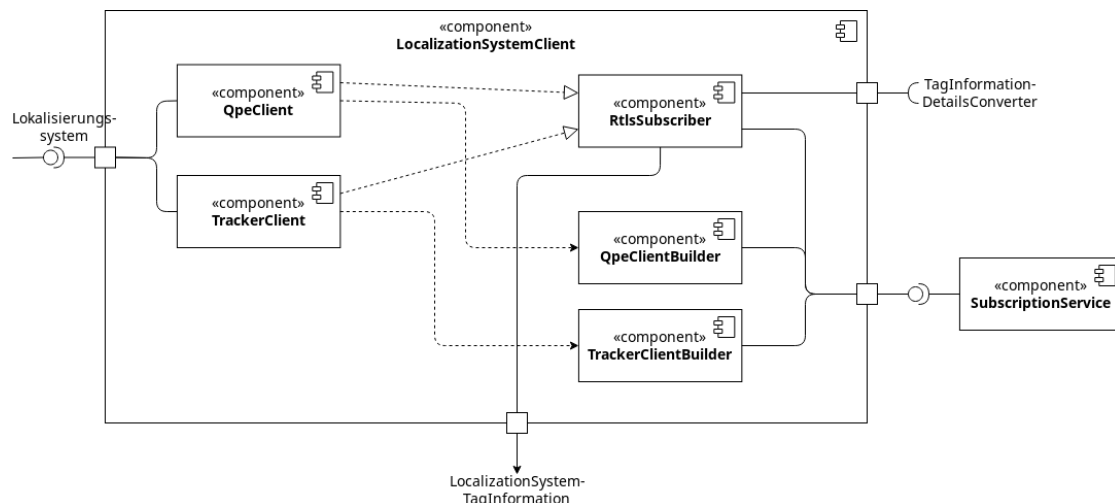 «component»
LocalizationSystemClient
«component»
QpeClient
«component»
RtlsSubscriber
TagInformation-
DetailsConverter
Lokalisierungs-
system
«component»
TrackerClient
«component»
QpeClientBuilder
«component»
SubscriptionService
«component»
TrackerClientBuilder
LocalizationSystem-
TagInformation